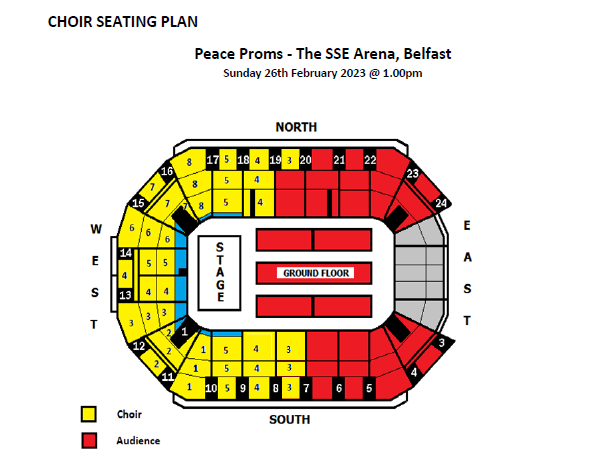 CHOIR SEATING PLAN
Peace Proms - The SSE Arena, Belfast
Sunday 26th February 2023 @ 1.00pm
NORTH
8 17 5 18 4 19 3 20 21 22
16 8 5 4 23
7 7 8 5 4 24
15
6 6 6
W E S T
14 5 5
4
13 4 4
3 3 3
STAGE
GROUND FLOOR
E A S T
2 1
12 1 5 4 3 3
2 5 4 3 4
11 1 10 5 9 4 8 3 7 6 5
SOUTH
Choir
Audience